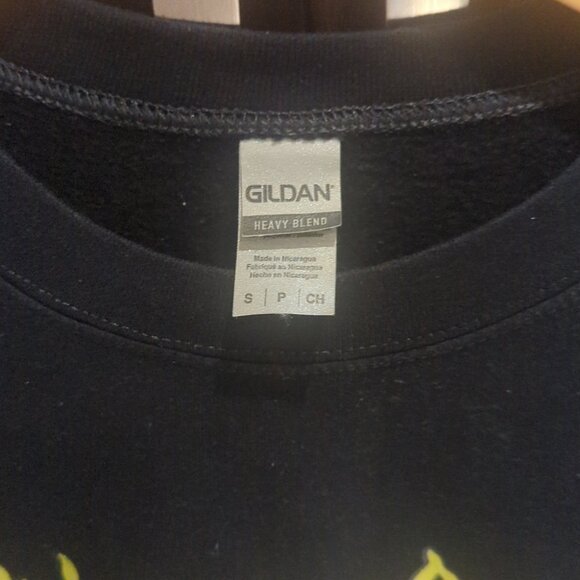 GILDAN®
HEAVY BLEND
Made in Nicaragua
Fabriqué au Nicaragua
Hecho en Nicaragua
S | P | CH